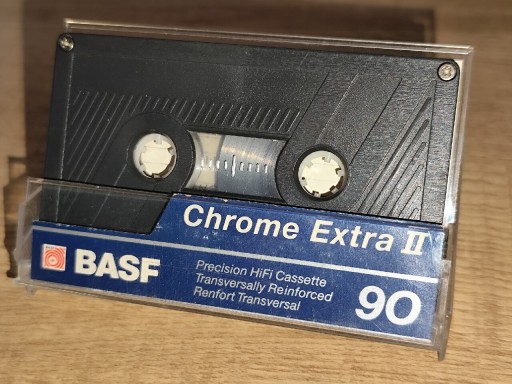 Chrome Extra II
BASF
Precision HiFi Cassette
Transversally Reinforced
Renfort Transversal
90